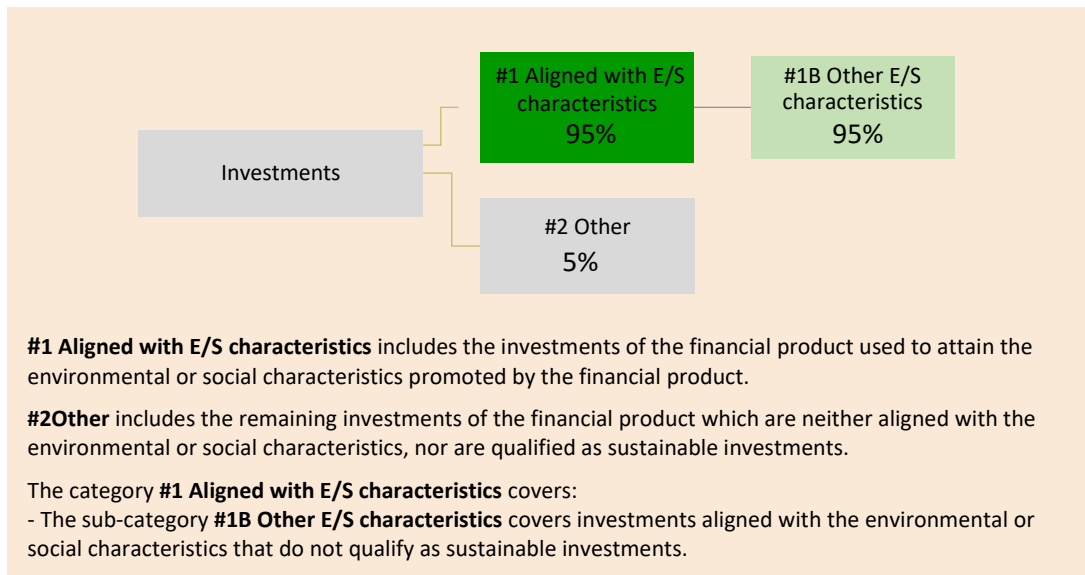 #1 Aligned with E/S
characteristics
95%
#1B Other E/S
characteristics
95%
Investments
#2 Other
5%
#1 Aligned with E/S characteristics includes the investments of the financial product used to attain the
environmental or social characteristics promoted by the financial product.
#2Other includes the remaining investments of the financial product which are neither aligned with the
environmental or social characteristics, nor are qualified as sustainable investments.
The category #1 Aligned with E/S characteristics covers:
- The sub-category #1B Other E/S characteristics covers investments aligned with the environmental or
social characteristics that do not qualify as sustainable investments.